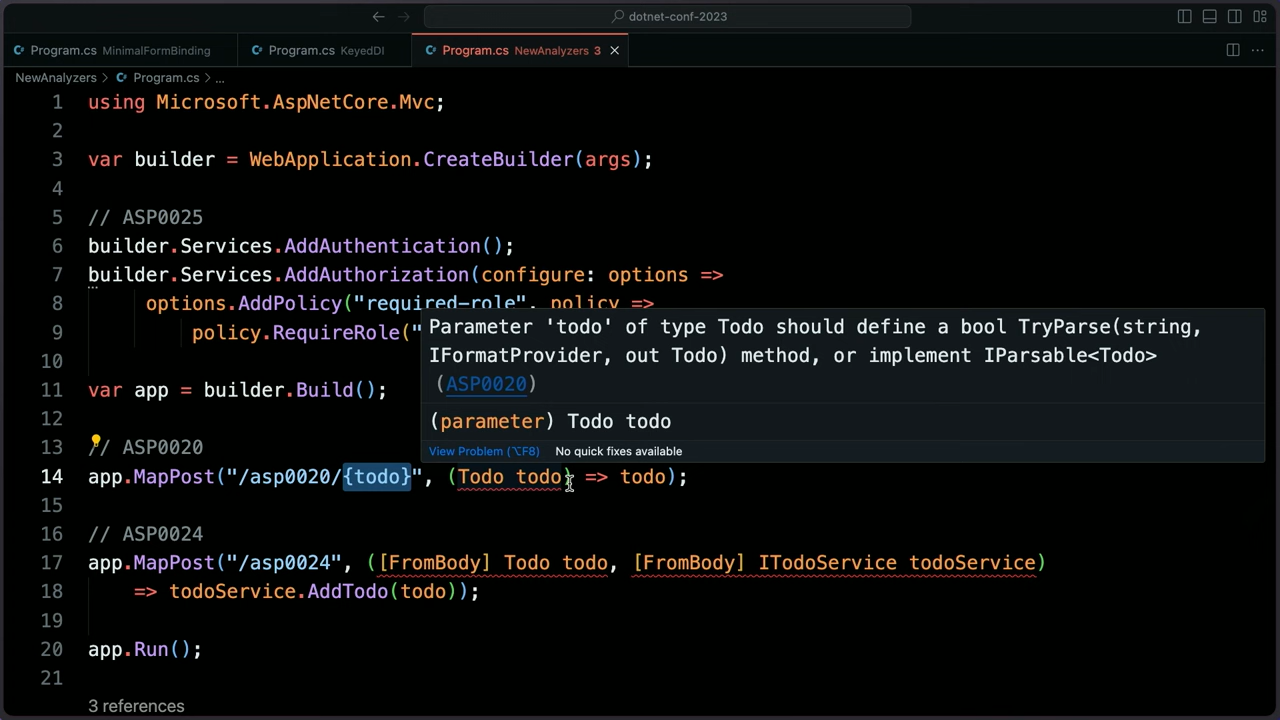 dotnet-conf-2023
Program.cs MinimalFormBinding
Program.cs KeyedDI
Program.cs NewAnalyzers 3
NewAnalyzers > Program.cs > ...
1 using Microsoft.AspNetCore.Mvc;
2
3 var builder = WebApplication.CreateBuilder(args);
4
5 // ASP0025
6 builder.Services.AddAuthentication();
7 builder.Services.AddAuthorization(configure: options =>
8 options.AddPolicy("required-role", policy =>
9 policy.RequireRole("
Parameter 'todo' of type Todo should define a bool TryParse(string,
IFormatProvider, out Todo) method, or implement IParsable<Todo>
(ASP0020)
(parameter) Todo todo
View Problem (⌥F8) No quick fixes available
10
11 var app = builder.Build();
12
13 // ASP0020
14 app.MapPost("/asp0020/{todo}", (Todo todo) => todo);
15
16 // ASP0024
17 app.MapPost("/asp0024", ([FromBody] Todo todo, [FromBody] ITodoService todoService)
18 => todoService.AddTodo(todo));
19
20 app.Run();
21
3 references